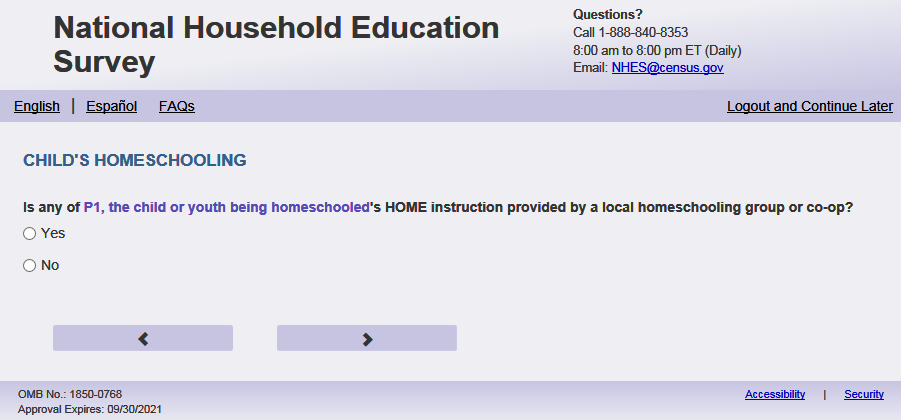 National Household Education
Survey
Questions?
Call 1-888-840-8353
8:00 am to 8:00 pm ET (Daily)
Email: NHES@census.gov
English | Español FAQs Logout and Continue Later
CHILD'S HOMESCHOOLING
Is any of P1, the child or youth being homeschooled's HOME instruction provided by a local homeschooling group or co-op?
Yes
No
OMB No.: 1850-0768
Approval Expires: 09/30/2021
Accessibility | Security